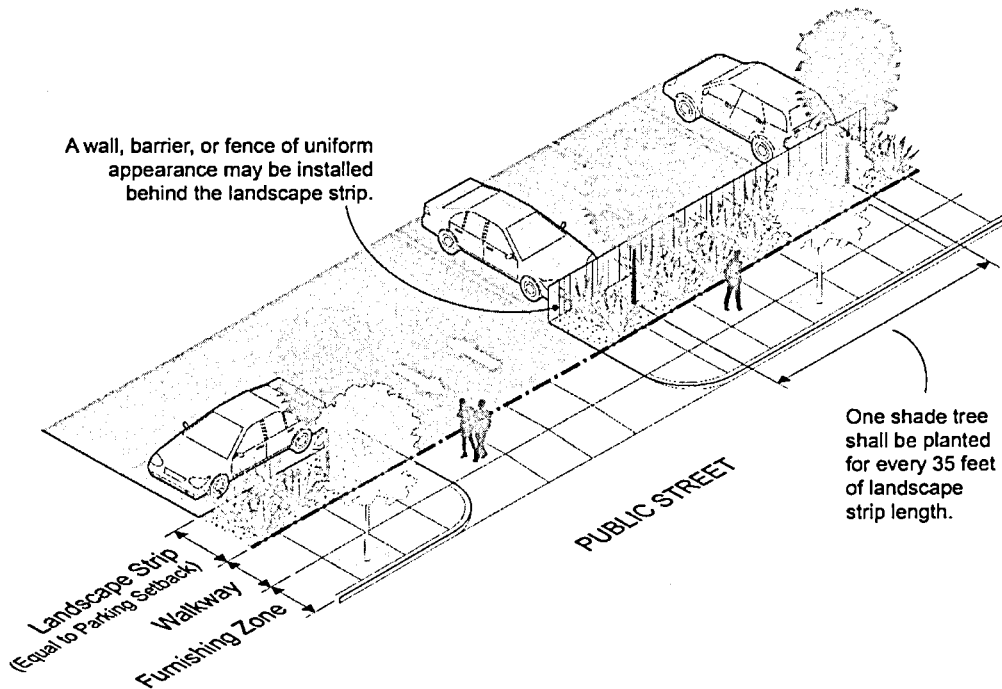 A wall, barrier, or fence of uniform
appearance may be installed
behind the landscape strip.
One shade tree
shall be planted
for every 35 feet
of landscape
strip length.
PUBLIC STREET
Landscape Strip
(Equal to Parking Setback)
Walkway
Furnishing Zone